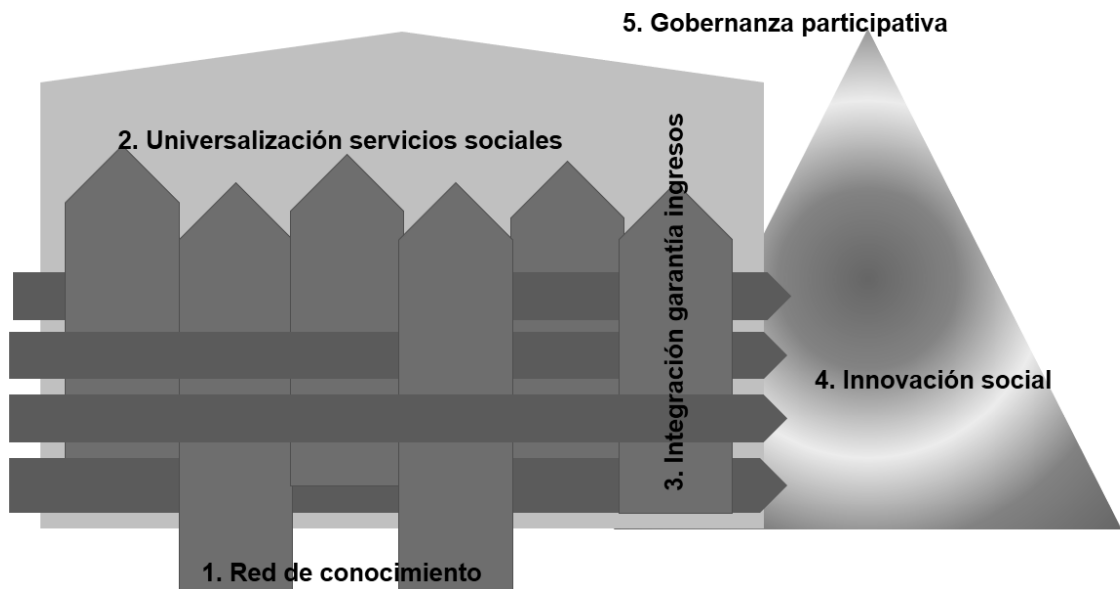 5. Gobernanza participativa
2. Universalización servicios sociales
3. Integración garantía ingresos
4. Innovación social
1. Red de conocimiento